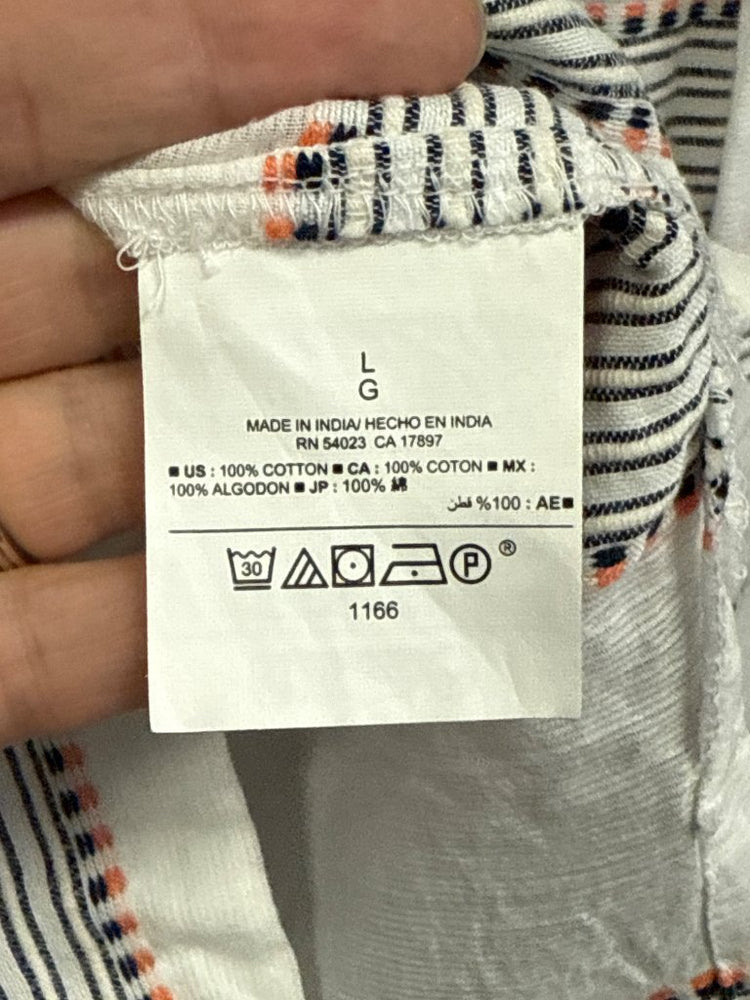 L
G
MADE IN INDIA/ HECHO EN INDIA
RN 54023 CA 17897
■ US : 100% COTTON ■ CA : 100% COTON ■ MX :
100% ALGODON ■ JP : 100% 綿
■AE : 100% قطن
30 P ®
1166